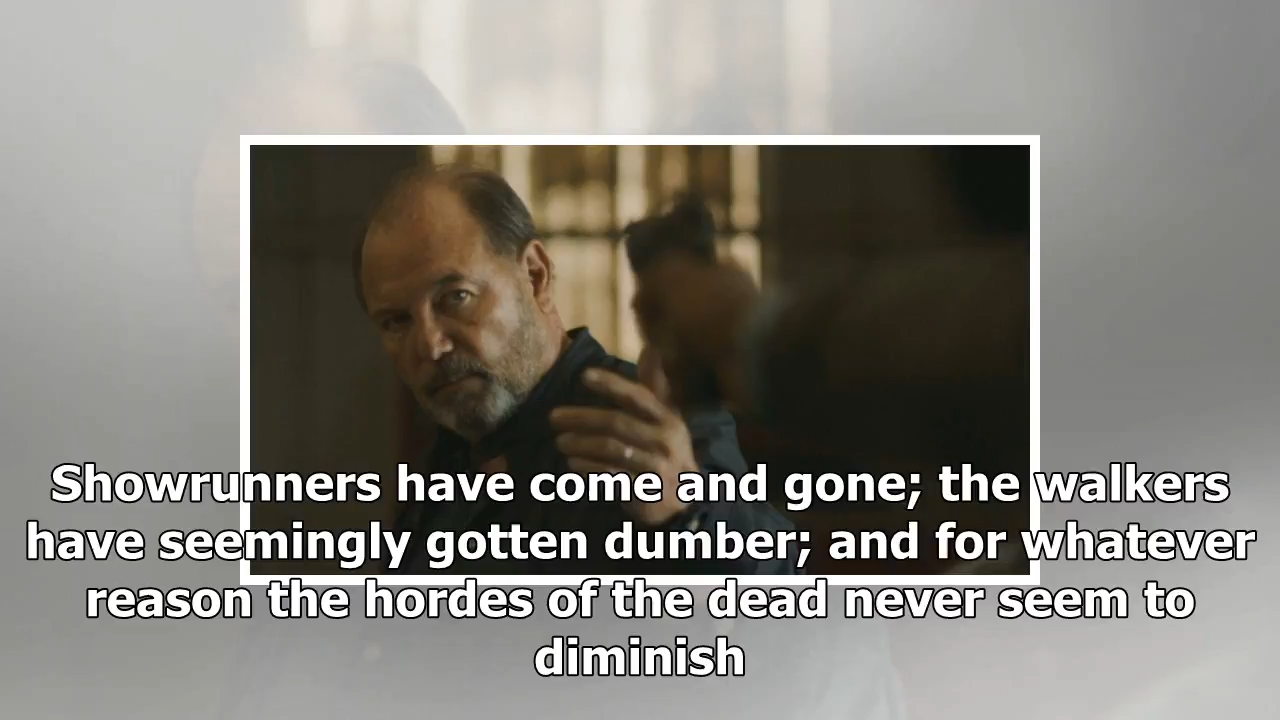 Showrunners have come and gone; the walkers
have seemingly gotten dumber; and for whatever
reason the hordes of the dead never seem to
diminish